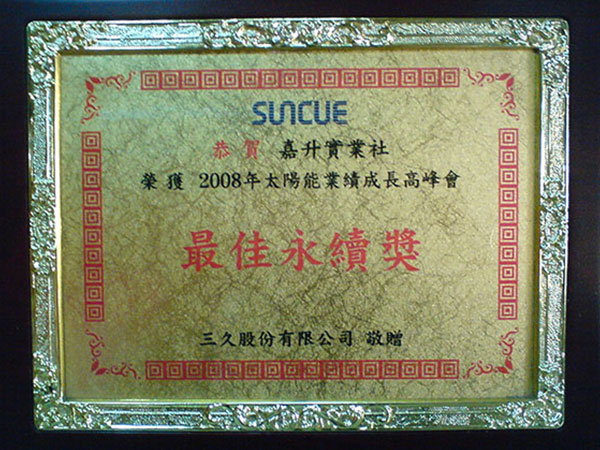 SUNCUE
恭賀 嘉升實業社
榮獲 2008年太陽能業績成長高峰會
最佳永續獎
三久股份有限公司 敬贈